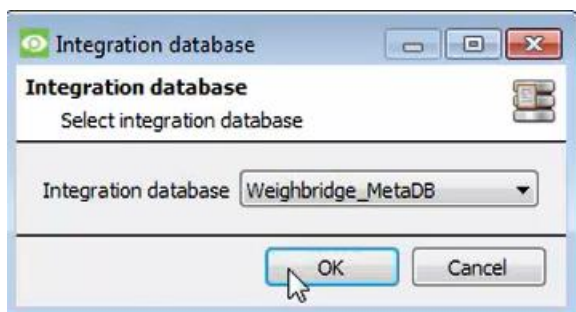 Integration database
Integration database
Select integration database
Integration database Weighbridge_MetaDB
OK Cancel